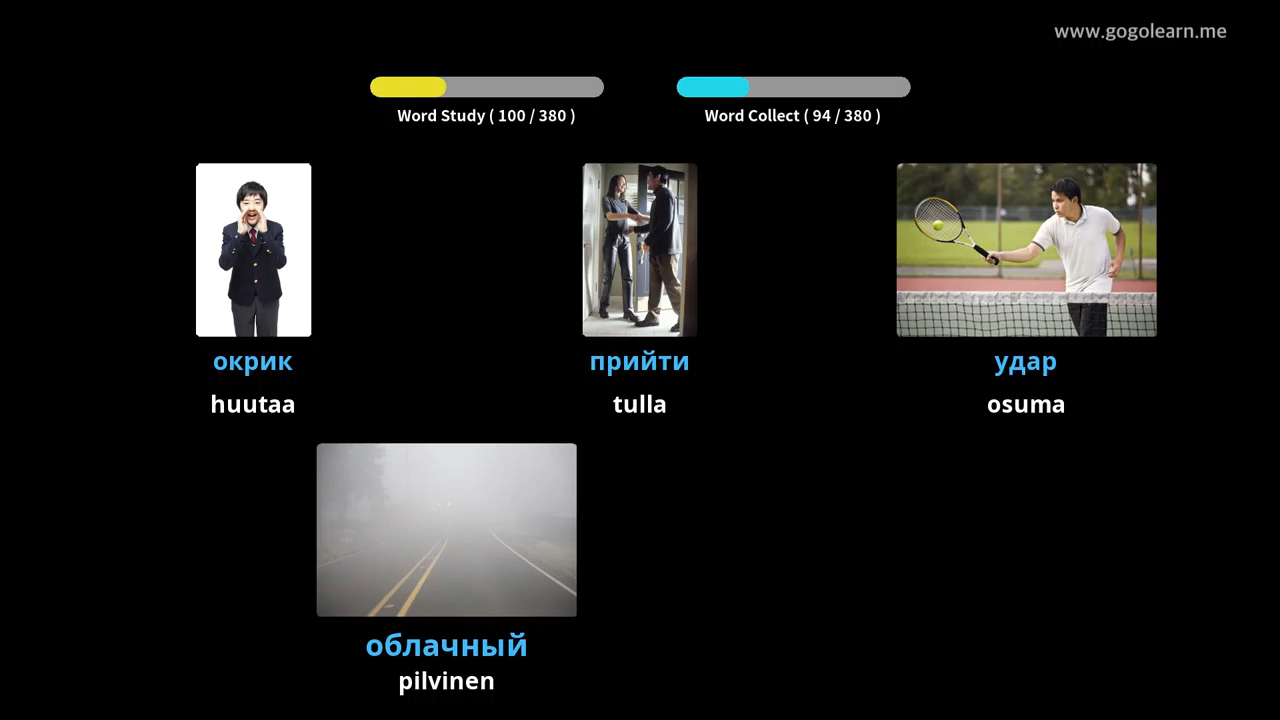 www.gogolearn.me
Word Study ( 100 / 380 )
Word Collect ( 94 / 380 )
окрик
huutaa
прийти
tulla
удар
osuma
облачный
pilvinen